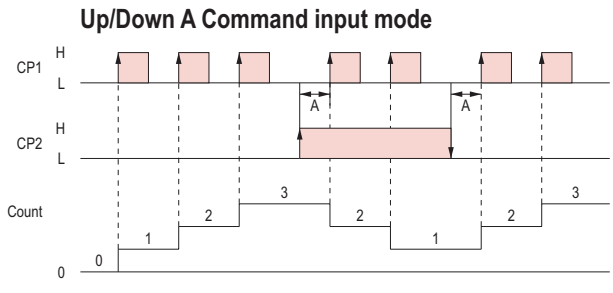 Up/Down A Command input mode
CP1
H
L
A
A
CP2
H
L
Count
0
1
2
3
2
1
2
3
0